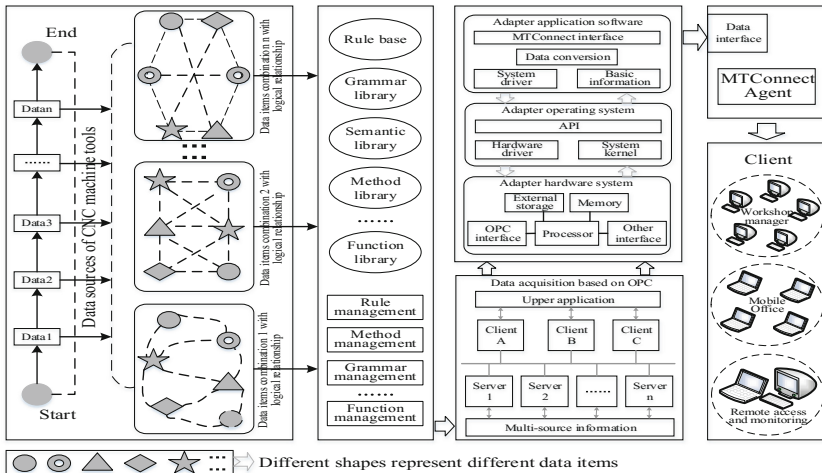 End
Datan
......
Data3
Data2
Data1
Start
Data sources of CNC machine tools
Data items combination n with
logical relationship
Data items combination 2 with
logical relationship
Data items combination 1 with
logical relationship
Rule base
Grammar
library
Semantic
library
Method
library
......
Function
library
Rule
management
Method
management
Grammar
management
......
Function
management
Adapter application software
MTConnect interface
Data conversion
System
driver
Basic
information
Adapter operating system
API
Hardware
driver
System
kernel
Adapter hardware system
External
storage
Memory
OPC
interface
Processor
Other
interface
Data acquisition based on OPC
Upper application
Client
A
Client
B
Client
C
Server
1
Server
2
......
Server
n
Multi-source information
Data
interface
MTConnect
Agent
Client
Workshop
manager
Mobile
Office
Remote access
and monitoring
Different shapes represent different data items